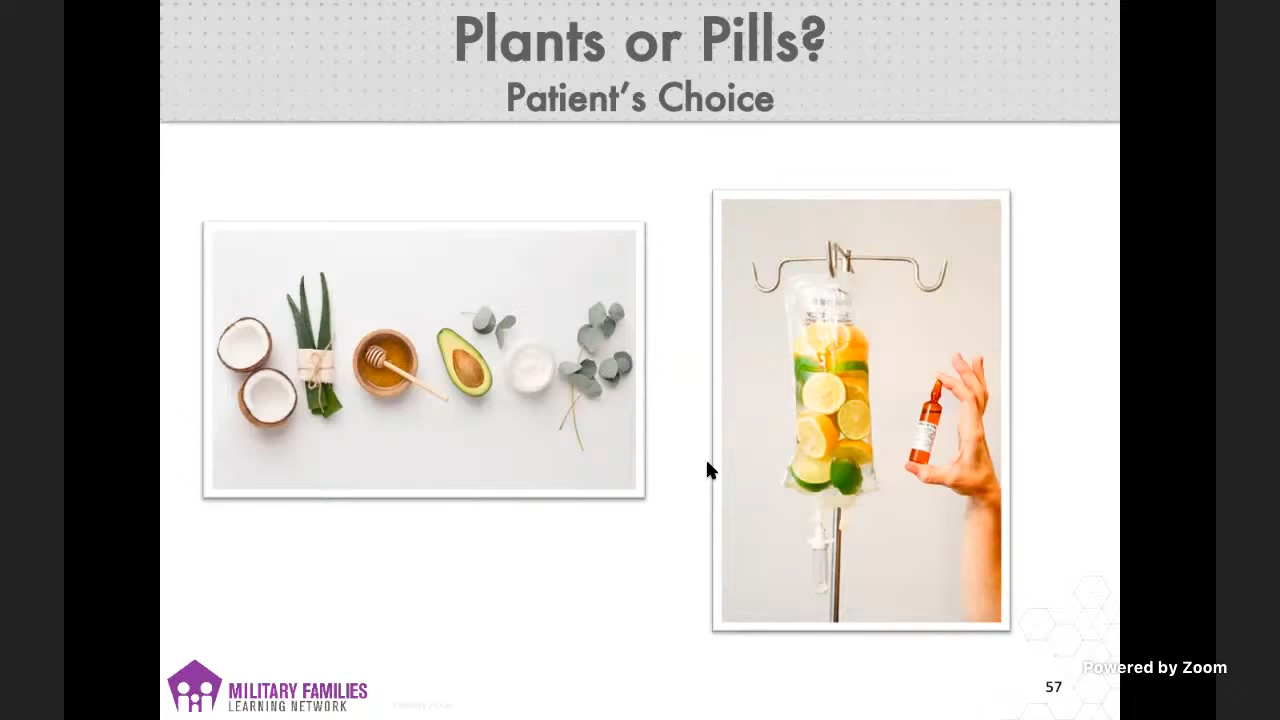 Plants or Pills?
Patient's Choice
MILITARY FAMILIES
LEARNING NETWORK
57
Powered by Zoom